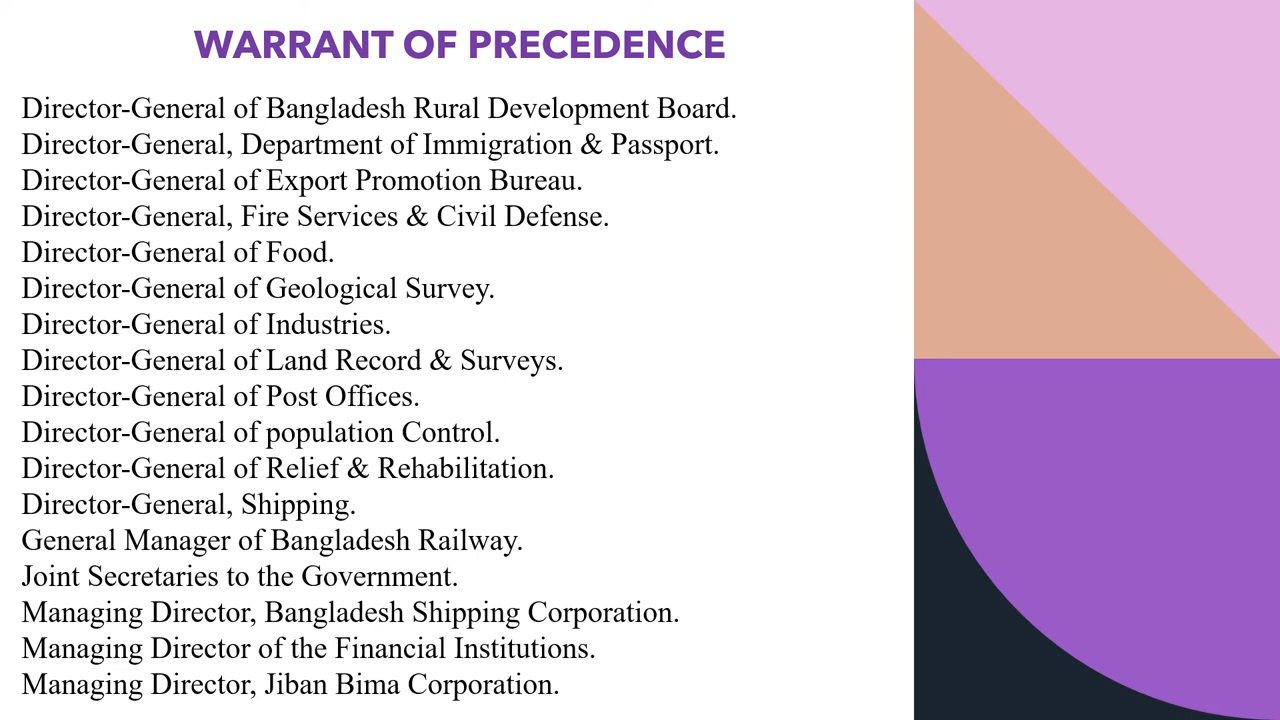 WARRANT OF PRECEDENCE
Director-General of Bangladesh Rural Development Board.
Director-General, Department of Immigration & Passport.
Director-General of Export Promotion Bureau.
Director-General, Fire Services & Civil Defense.
Director-General of Food.
Director-General of Geological Survey.
Director-General of Industries.
Director-General of Land Record & Surveys.
Director-General of Post Offices.
Director-General of population Control.
Director-General of Relief & Rehabilitation.
Director-General, Shipping.
General Manager of Bangladesh Railway.
Joint Secretaries to the Government.
Managing Director, Bangladesh Shipping Corporation.
Managing Director of the Financial Institutions.
Managing Director, Jiban Bima Corporation.